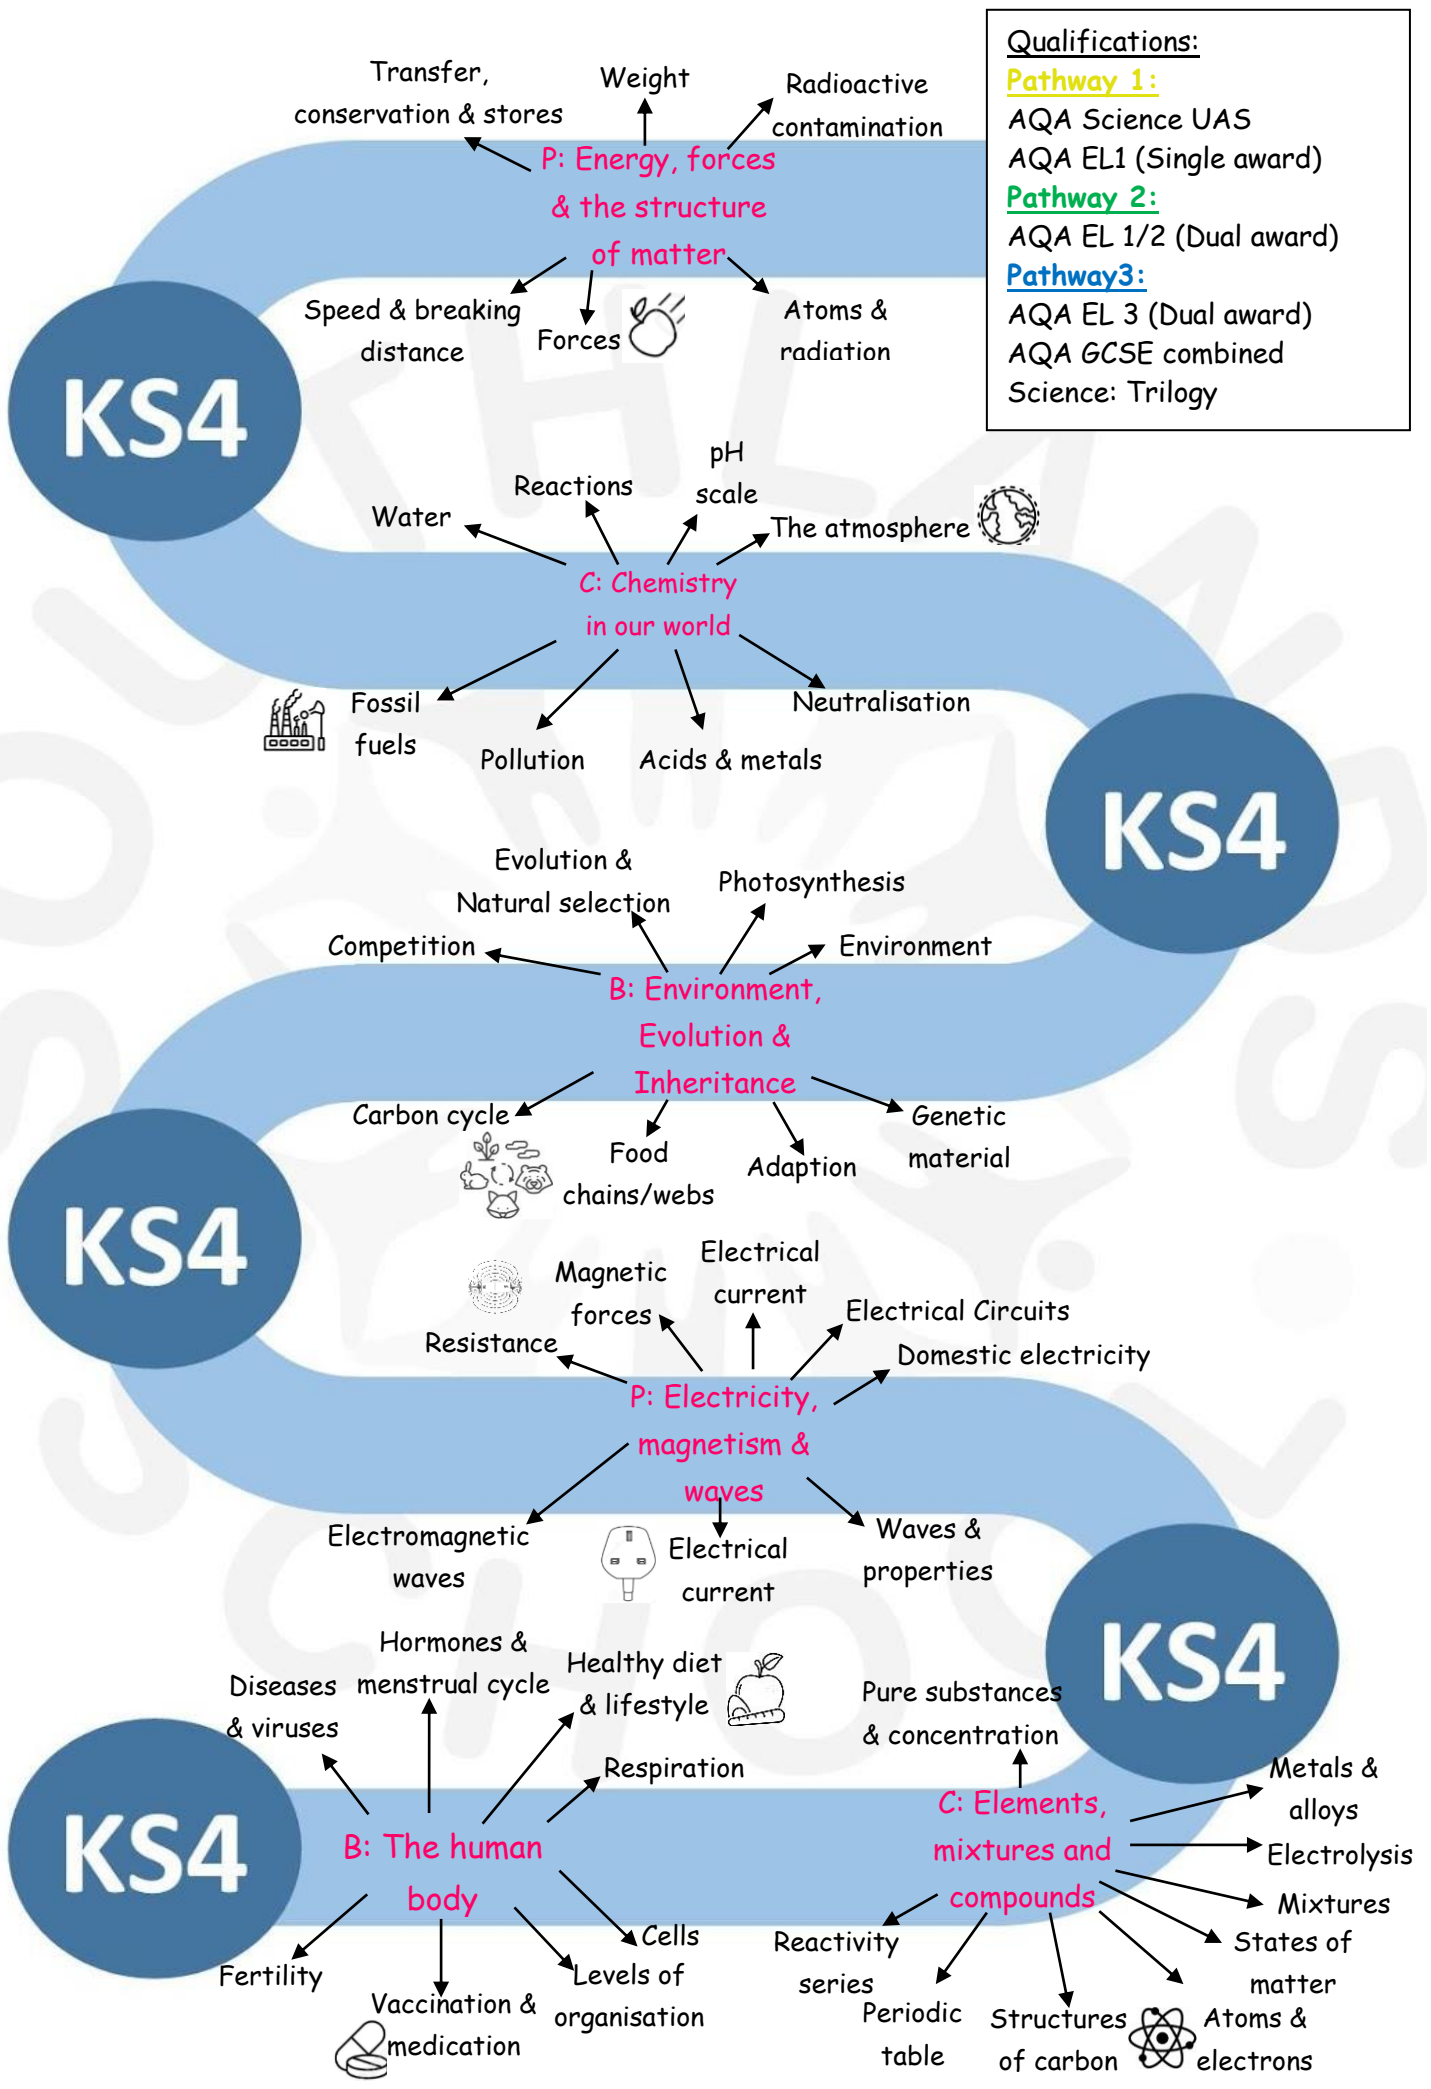 Qualifications:
Pathway 1:
AQA Science UAS
AQA EL1 (Single award)
Pathway 2:
AQA EL 1/2 (Dual award)
Pathway3:
AQA EL 3 (Dual award)
AQA GCSE combined
Science: Trilogy
Transfer,
conservation & stores
Weight
Radioactive
contamination
P: Energy, forces
& the structure
of matter
Speed & breaking
distance
Forces
Atoms &
radiation
KS4
Water
Reactions
pH
scale
The atmosphere
C: Chemistry
in our world
Fossil
fuels
Pollution
Acids & metals
Neutralisation
KS4
Competition
Evolution &
Natural selection
Photosynthesis
Environment
B: Environment,
Evolution &
Inheritance
Carbon cycle
Food
chains/webs
Adaption
Genetic
material
KS4
Resistance
Magnetic
forces
Electrical
current
Electrical Circuits
Domestic electricity
P: Electricity,
magnetism &
waves
Electromagnetic
waves
Electrical
current
Waves &
properties
KS4
Diseases
& viruses
Hormones &
menstrual cycle
Healthy diet
& lifestyle
Respiration
B: The human
body
Fertility
Vaccination &
medication
Levels of
organisation
Cells
KS4
Pure substances
& concentration
C: Elements,
mixtures and
compounds
Metals &
alloys
Electrolysis
Mixtures
States of
matter
Atoms &
electrons
Structures
of carbon
Periodic
table
Reactivity
series
SOUTHLANDS
SCHOOL